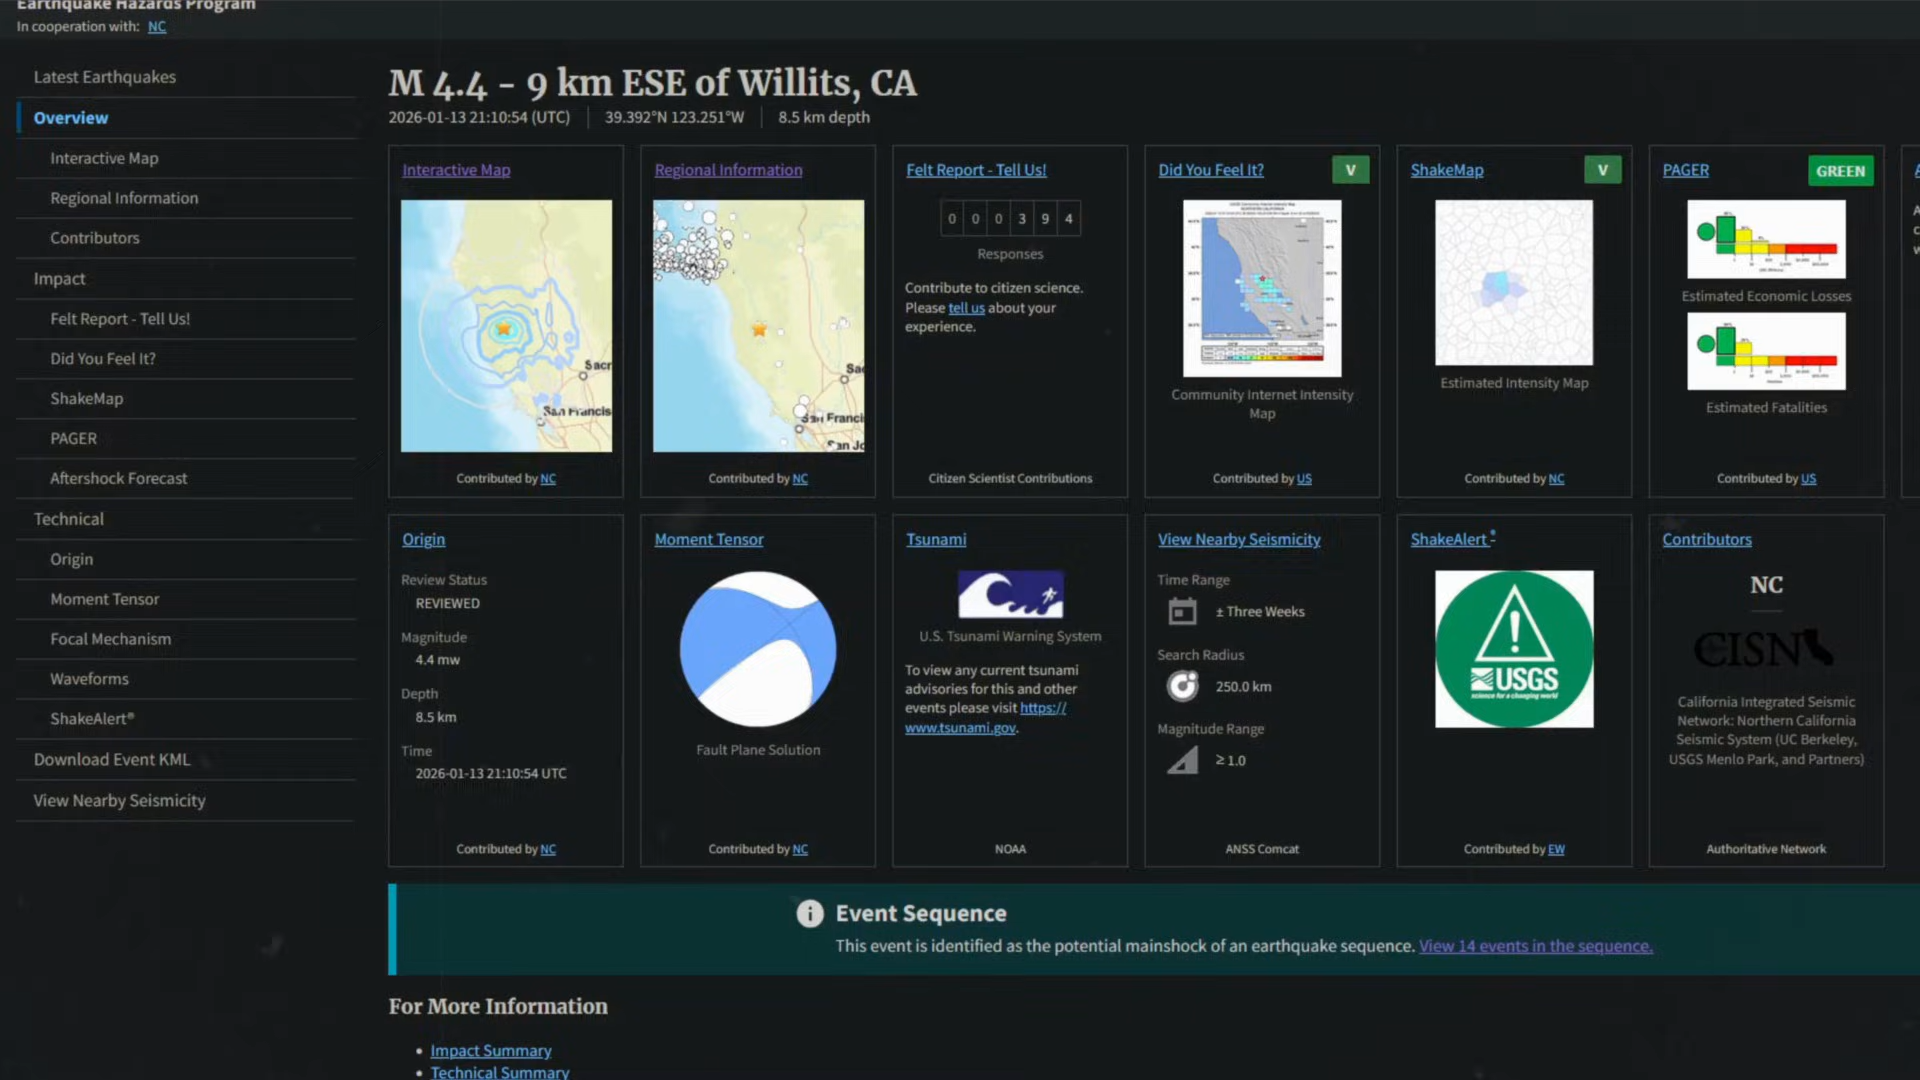 Earthquake Hazards Program
In cooperation with: NC
Latest Earthquakes
Overview
Interactive Map
Regional Information
Contributors
Impact
Felt Report - Tell Us!
Did You Feel It?
ShakeMap
PAGER
Aftershock Forecast
Technical
Origin
Moment Tensor
Focal Mechanism
Waveforms
ShakeAlert®
Download Event KML
View Nearby Seismicity
M 4.4 - 9 km ESE of Willits, CA
2026-01-13 21:10:54 (UTC)
39.392°N 123.251°W
8.5 km depth
Interactive Map
Sacr
San Francis
Contributed by NC
Regional Information
Sa
San Franci
San Jo
Contributed by NC
Felt Report - Tell Us!
0 0 0 3 9 4
Responses
Contribute to citizen science.
Please tell us about your
experience.
Citizen Scientist Contributions
Did You Feel It?
V
Community Internet Intensity
Map
Contributed by US
ShakeMap
V
Estimated Intensity Map
Contributed by NC
PAGER
GREEN
Estimated Economic Losses
Estimated Fatalities
Contributed by US
Origin
Review Status
REVIEWED
Magnitude
4.4 mw
Depth
8.5 km
Time
2026-01-13 21:10:54 UTC
Contributed by NC
Moment Tensor
Fault Plane Solution
Contributed by NC
Tsunami
U.S. Tsunami Warning System
To view any current tsunami
advisories for this and other
events please visit https://
www.tsunami.gov.
NOAA
View Nearby Seismicity
Time Range
± Three Weeks
Search Radius
250.0 km
Magnitude Range
≥ 1.0
ANSS Comcat
ShakeAlert®
USGS
science for a changing world
Contributed by EW
Contributors
NC
CISN
California Integrated Seismic
Network: Northern California
Seismic System (UC Berkeley,
USGS Menlo Park, and Partners)
Authoritative Network
Event Sequence
This event is identified as the potential mainshock of an earthquake sequence. View 14 events in the sequence.
For More Information
• Impact Summary
• Technical Summary